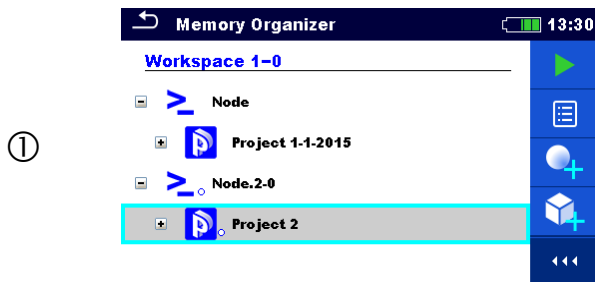 Memory Organizer 13:30
Workspace 1-0
Node
Project 1-1-2015
①
Node.2-0
Project 2